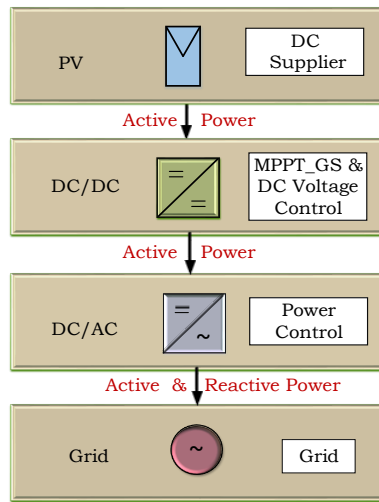 PV
DC
Supplier
Active Power
DC/DC
=
=
MPPT_GS &
DC Voltage
Control
Active Power
DC/AC
=
~
Power
Control
Active & Reactive Power
Grid
~
Grid